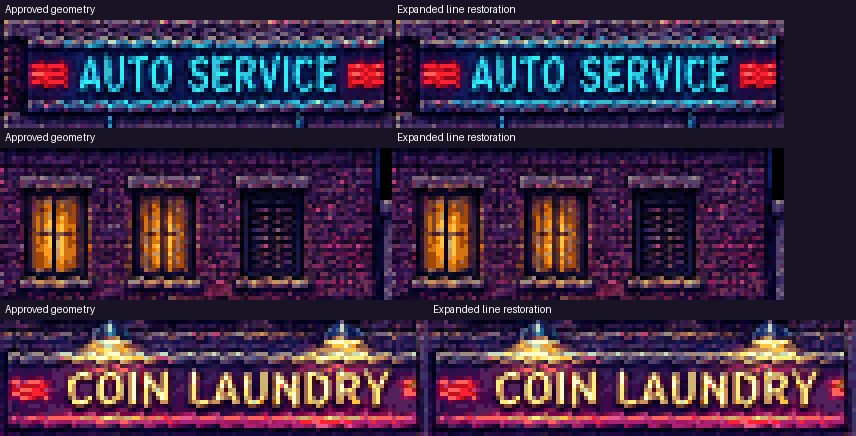 Approved geometry
Expanded line restoration
AUTO SERVICE
AUTO SERVICE
Approved geometry
Expanded line restoration
Approved geometry
Expanded line restoration
COIN LAUNDRY
COIN LAUNDRY